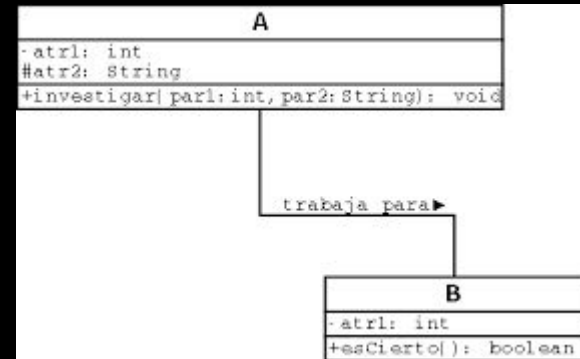 A
-atr1: int
#atr2: String
+investigar( par1:int, par2:String): void
trabaja para▶
B
-atr1: int
+esCierto(): boolean